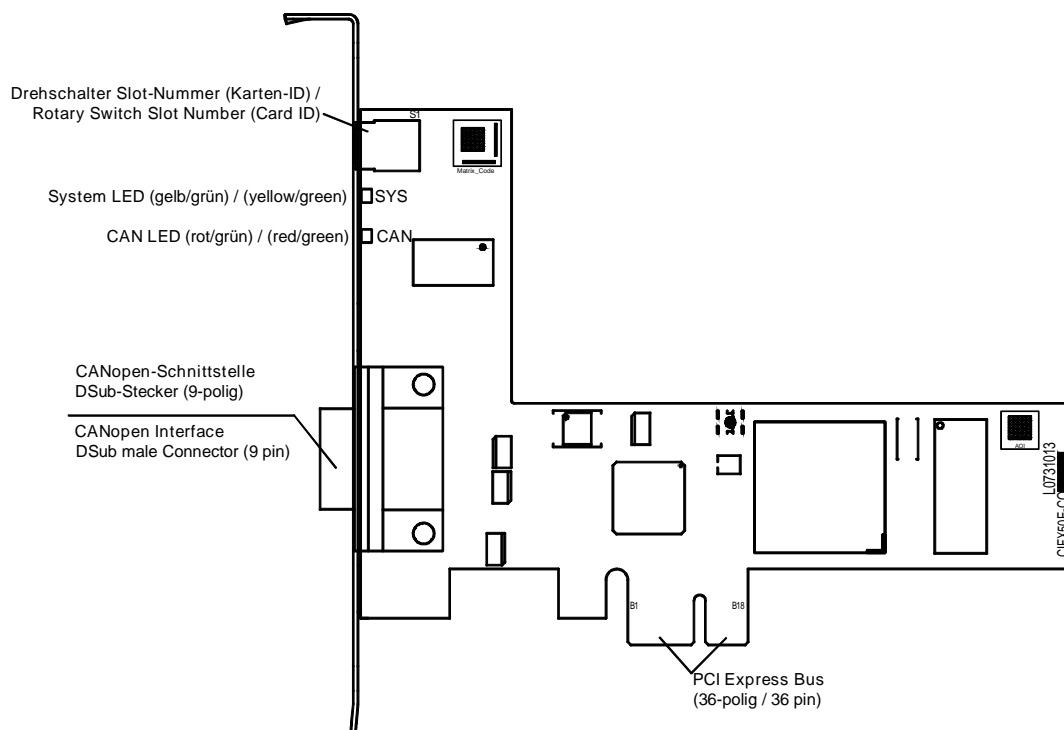 Drehschalter Slot-Nummer (Karten-ID) /
Rotary Switch Slot Number (Card ID)
S1
Matrix_Code
System LED (gelb/grün) / (yellow/green)
SYS
CAN LED (rot/grün) / (red/green)
CAN
CANopen-Schnittstelle
DSub-Stecker (9-polig)
CANopen Interface
DSub male Connector (9 pin)
AOI
L0731013
B1
B18
PCI Express Bus
(36-polig / 36 pin)